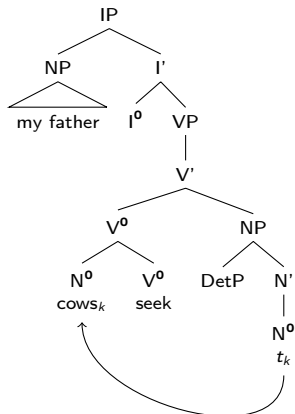 IP
NP I'
my father I⁰ VP
V'
V⁰ NP
N⁰ V⁰ DetP N'
cowsₖ seek
N⁰
tₖ